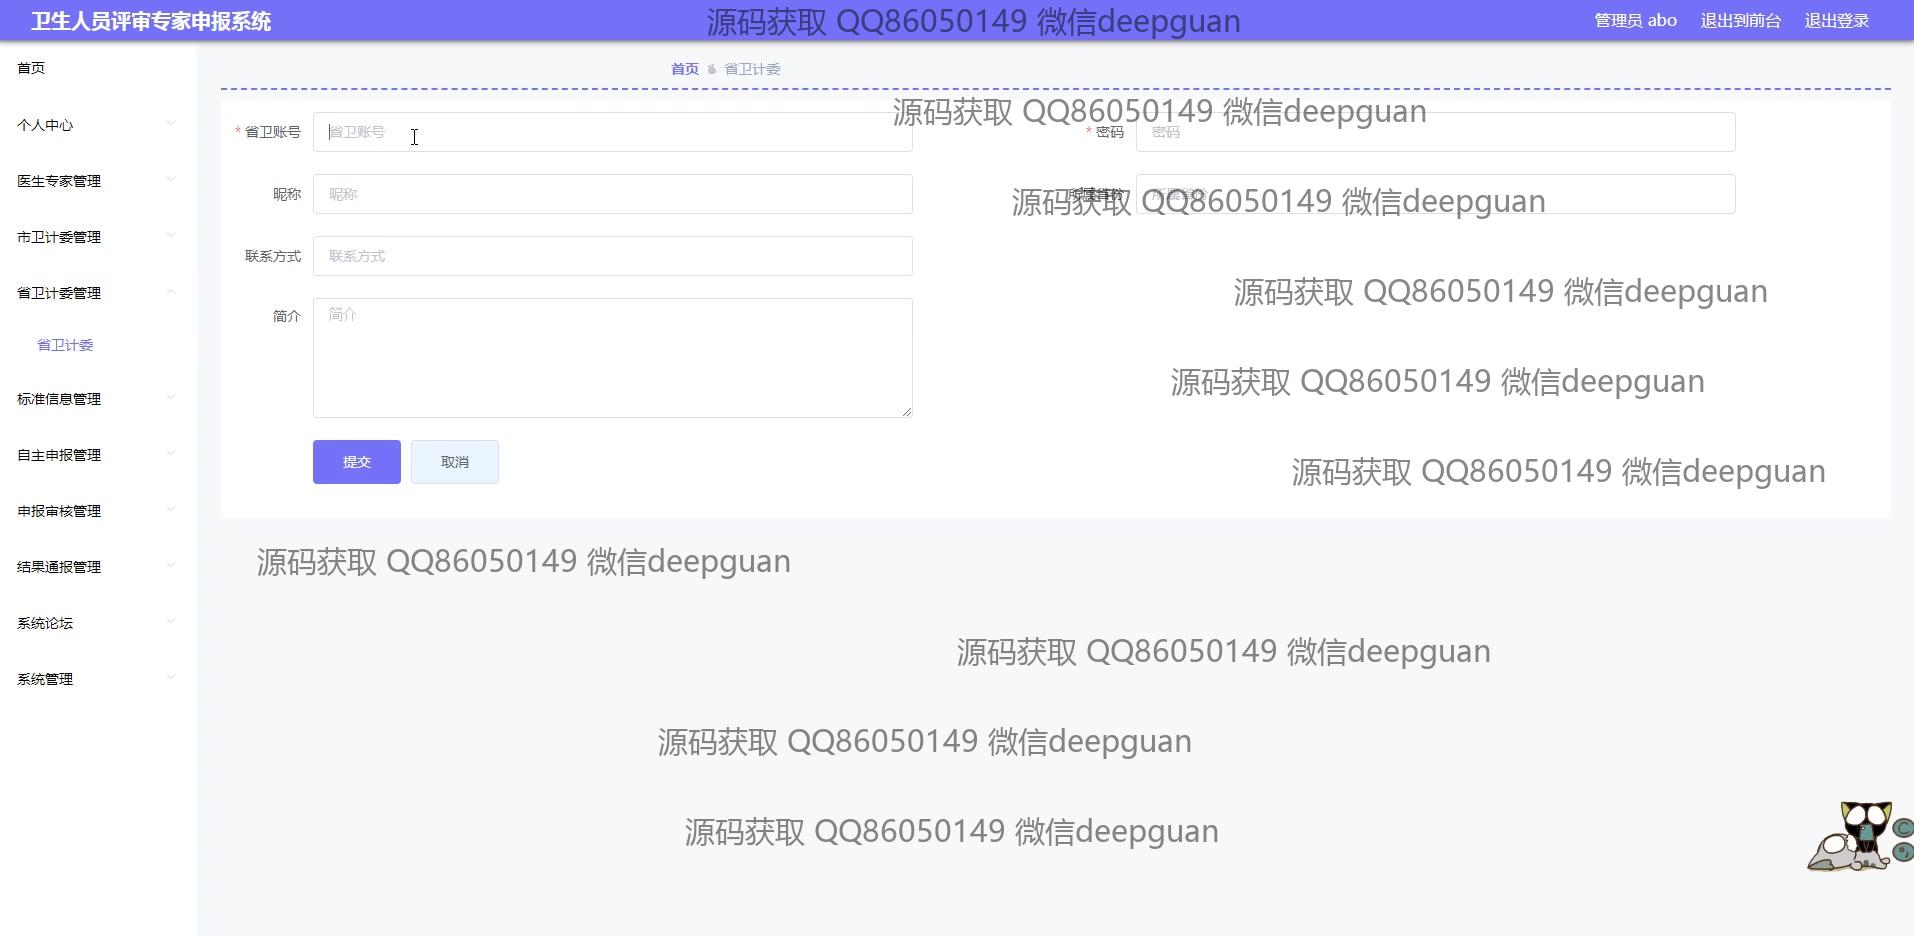 卫生人员评审专家申报系统
源码获取 QQ86050149 微信deepguan
管理员 abo
退出到前台
退出登录
首页
个人中心
医生专家管理
市卫计委管理
省卫计委管理
省卫计委
标准信息管理
自主申报管理
申报审核管理
结果通报管理
系统论坛
系统管理
首页 省卫计委
源码获取 QQ86050149 微信deepguan
* 省卫账号 省卫账号
* 密码 密码
昵称 昵称
所属省份 所属省份
源码获取 QQ86050149 微信deepguan
联系方式 联系方式
源码获取 QQ86050149 微信deepguan
简介 简介
源码获取 QQ86050149 微信deepguan
提交 取消
源码获取 QQ86050149 微信deepguan
源码获取 QQ86050149 微信deepguan
源码获取 QQ86050149 微信deepguan
源码获取 QQ86050149 微信deepguan
源码获取 QQ86050149 微信deepguan